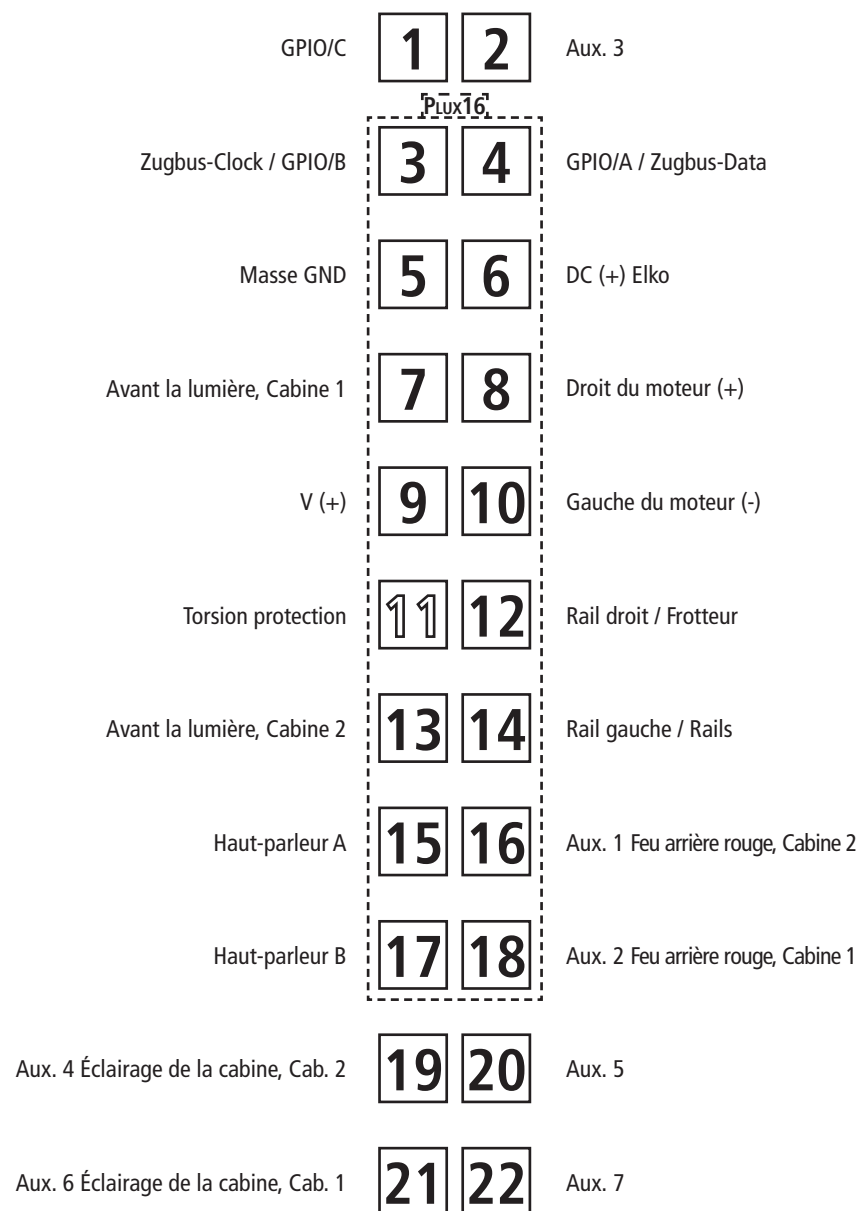 GPIO/C 1 2 Aux. 3
PLUX16
Zugbus-Clock / GPIO/B 3 4 GPIO/A / Zugbus-Data
Masse GND 5 6 DC (+) Elko
Avant la lumière, Cabine 1 7 8 Droit du moteur (+)
V (+) 9 10 Gauche du moteur (-)
Torsion protection 11 12 Rail droit / Frotteur
Avant la lumière, Cabine 2 13 14 Rail gauche / Rails
Haut-parleur A 15 16 Aux. 1 Feu arrière rouge, Cabine 2
Haut-parleur B 17 18 Aux. 2 Feu arrière rouge, Cabine 1
Aux. 4 Éclairage de la cabine, Cab. 2 19 20 Aux. 5
Aux. 6 Éclairage de la cabine, Cab. 1 21 22 Aux. 7